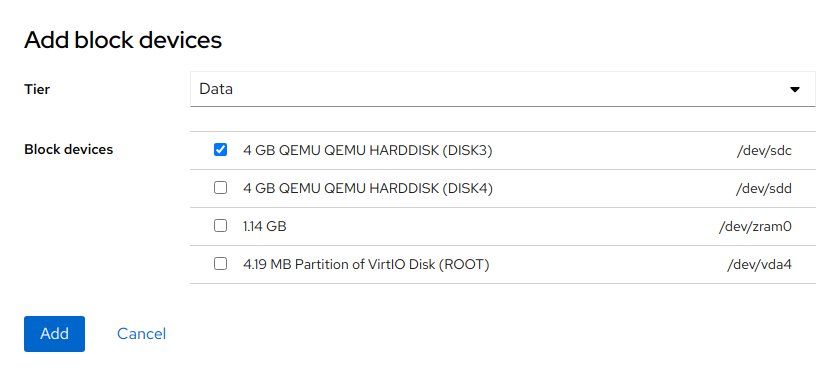 Add block devices
Tier Data
Block devices 4 GB QEMU QEMU HARDDISK (DISK3) /dev/sdc
4 GB QEMU QEMU HARDDISK (DISK4) /dev/sdd
1.14 GB /dev/zram0
4.19 MB Partition of VirtIO Disk (ROOT) /dev/vda4
Add Cancel